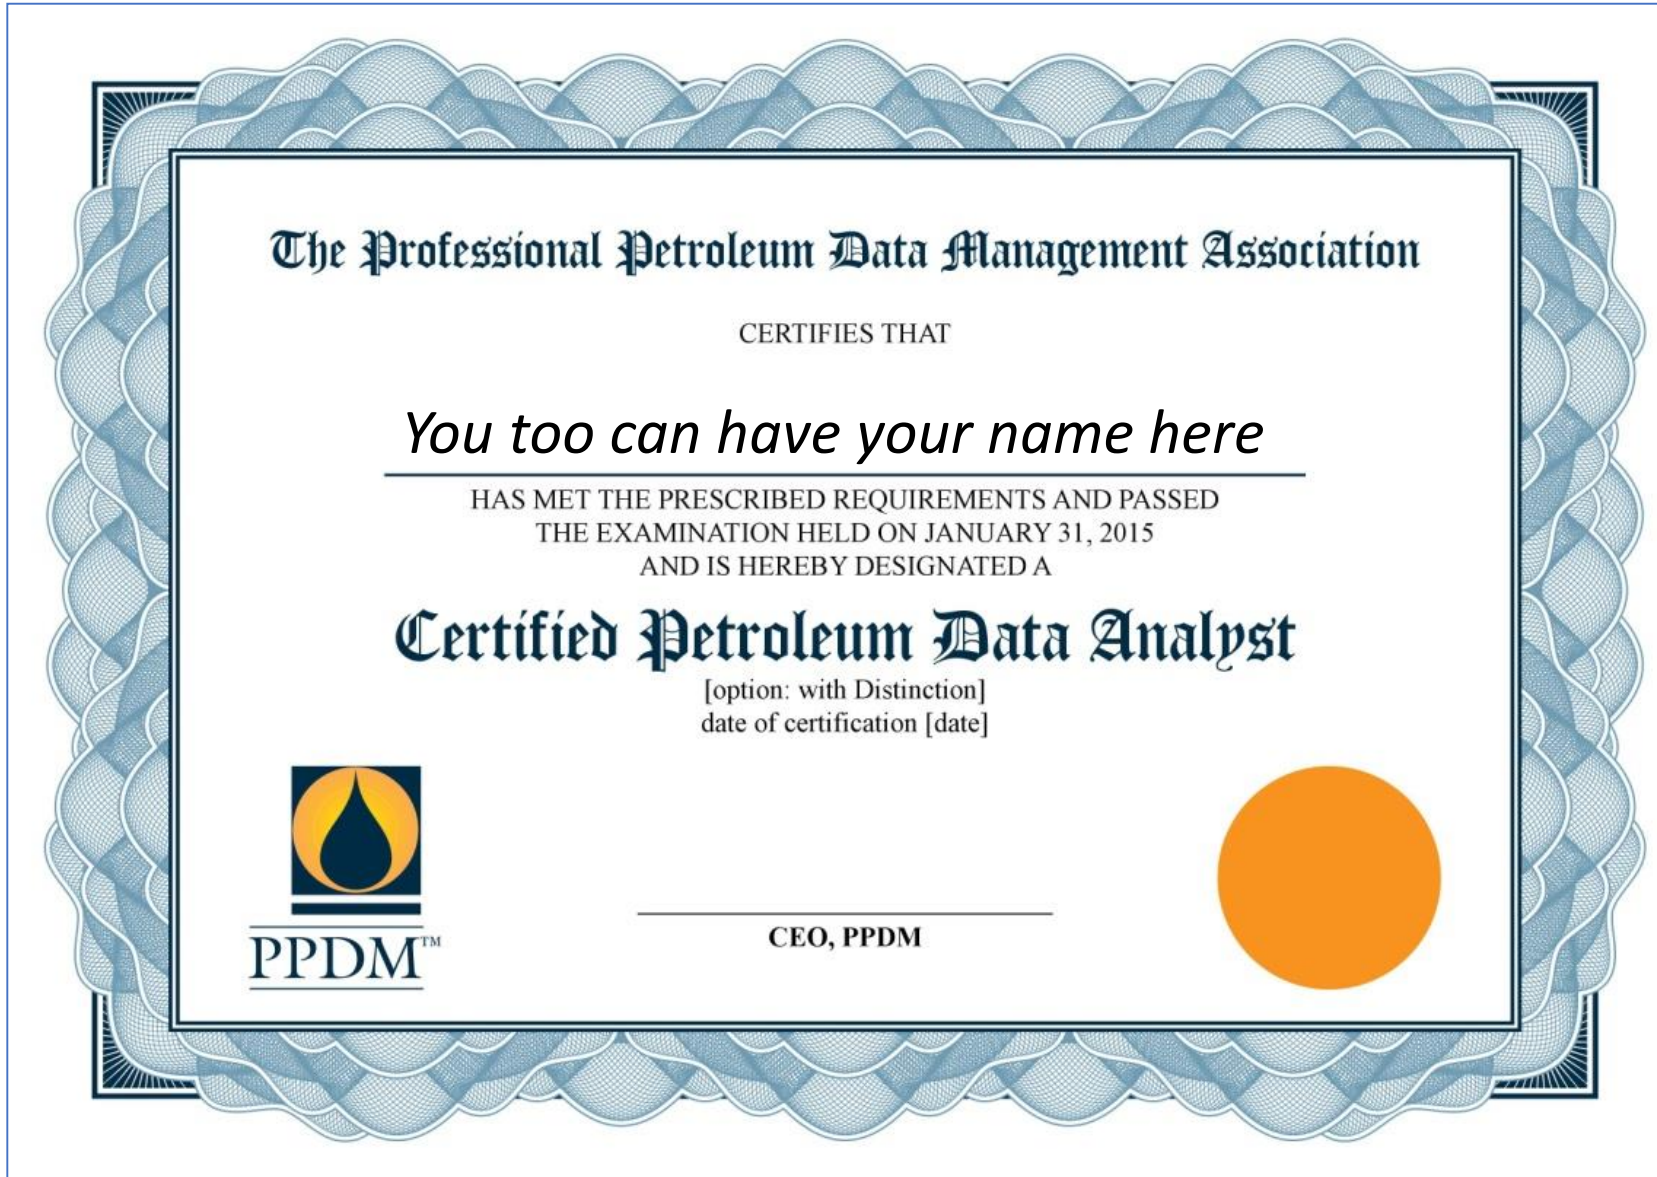 The Professional Petroleum Data Management Association
CERTIFIES THAT
You too can have your name here
HAS MET THE PRESCRIBED REQUIREMENTS AND PASSED
THE EXAMINATION HELD ON JANUARY 31, 2015
AND IS HEREBY DESIGNATED A
Certified Petroleum Data Analyst
[option: with Distinction]
date of certification [date]
PPDM™
CEO, PPDM